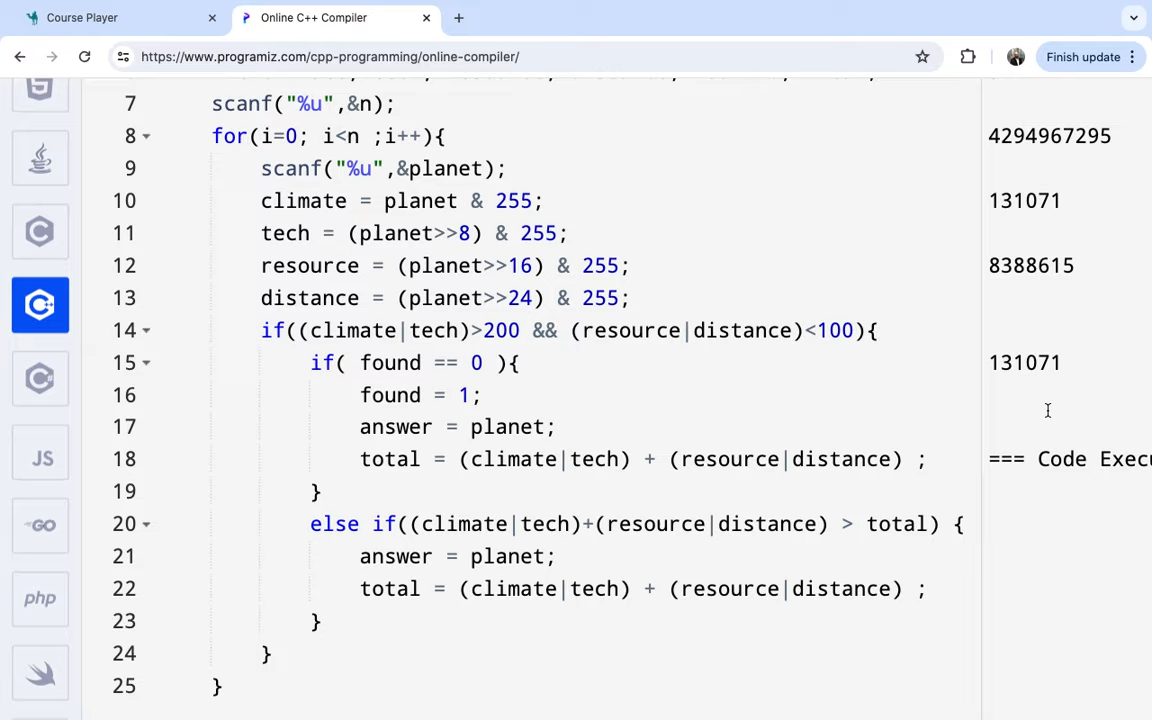 Course Player
Online C++ Compiler
https://www.programiz.com/cpp-programming/online-compiler/
Finish update
7 scanf("%u",&n);
8 for(i=0; i<n ;i++){
9 scanf("%u",&planet);
10 climate = planet & 255;
11 tech = (planet>>8) & 255;
12 resource = (planet>>16) & 255;
13 distance = (planet>>24) & 255;
14 if((climate|tech)>200 && (resource|distance)<100){
15 if( found == 0 ){
16 found = 1;
17 answer = planet;
18 total = (climate|tech) + (resource|distance) ;
19 }
20 else if((climate|tech)+(resource|distance) > total) {
21 answer = planet;
22 total = (climate|tech) + (resource|distance) ;
23 }
24 }
25 }
4294967295
131071
8388615
131071
=== Code Exec
JS
GO
php